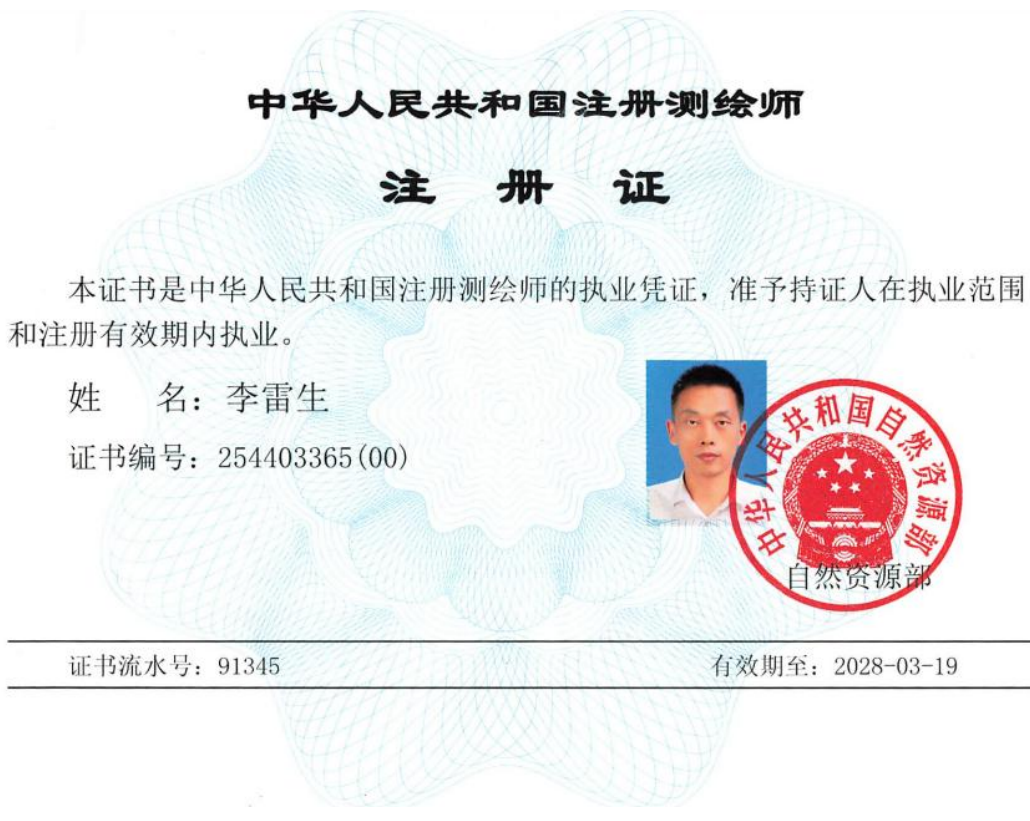 中华人民共和国注册测绘师
注 册 证
本证书是中华人民共和国注册测绘师的执业凭证，准予持证人在执业范围
和注册有效期内执业。
姓 名：李雷生
证书编号：254403365(00)
中华人民共和国自然资源部
自然资源部
证书流水号：91345
有效期至：2028-03-19